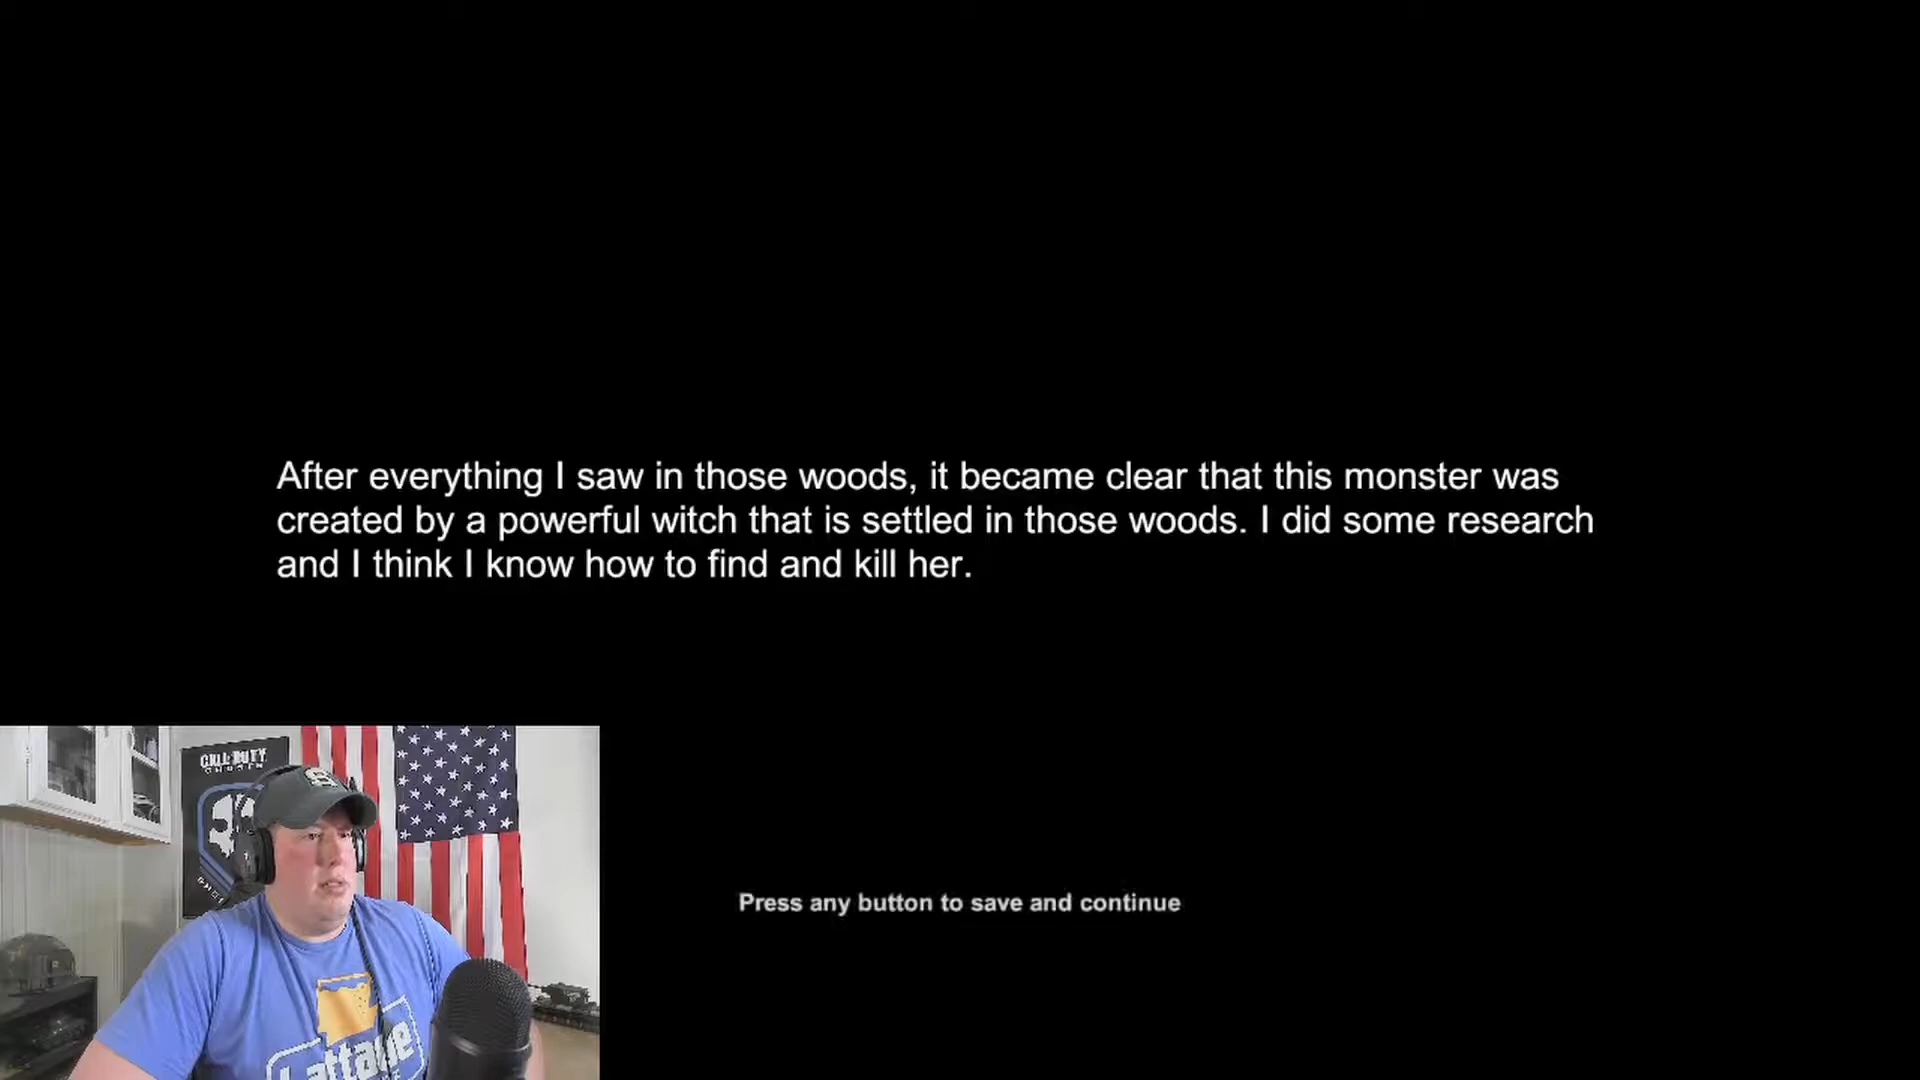 After everything I saw in those woods, it became clear that this monster was
created by a powerful witch that is settled in those woods. I did some research
and I think I know how to find and kill her.
Press any button to save and continue
CALL OF DUTY
GHOSTS